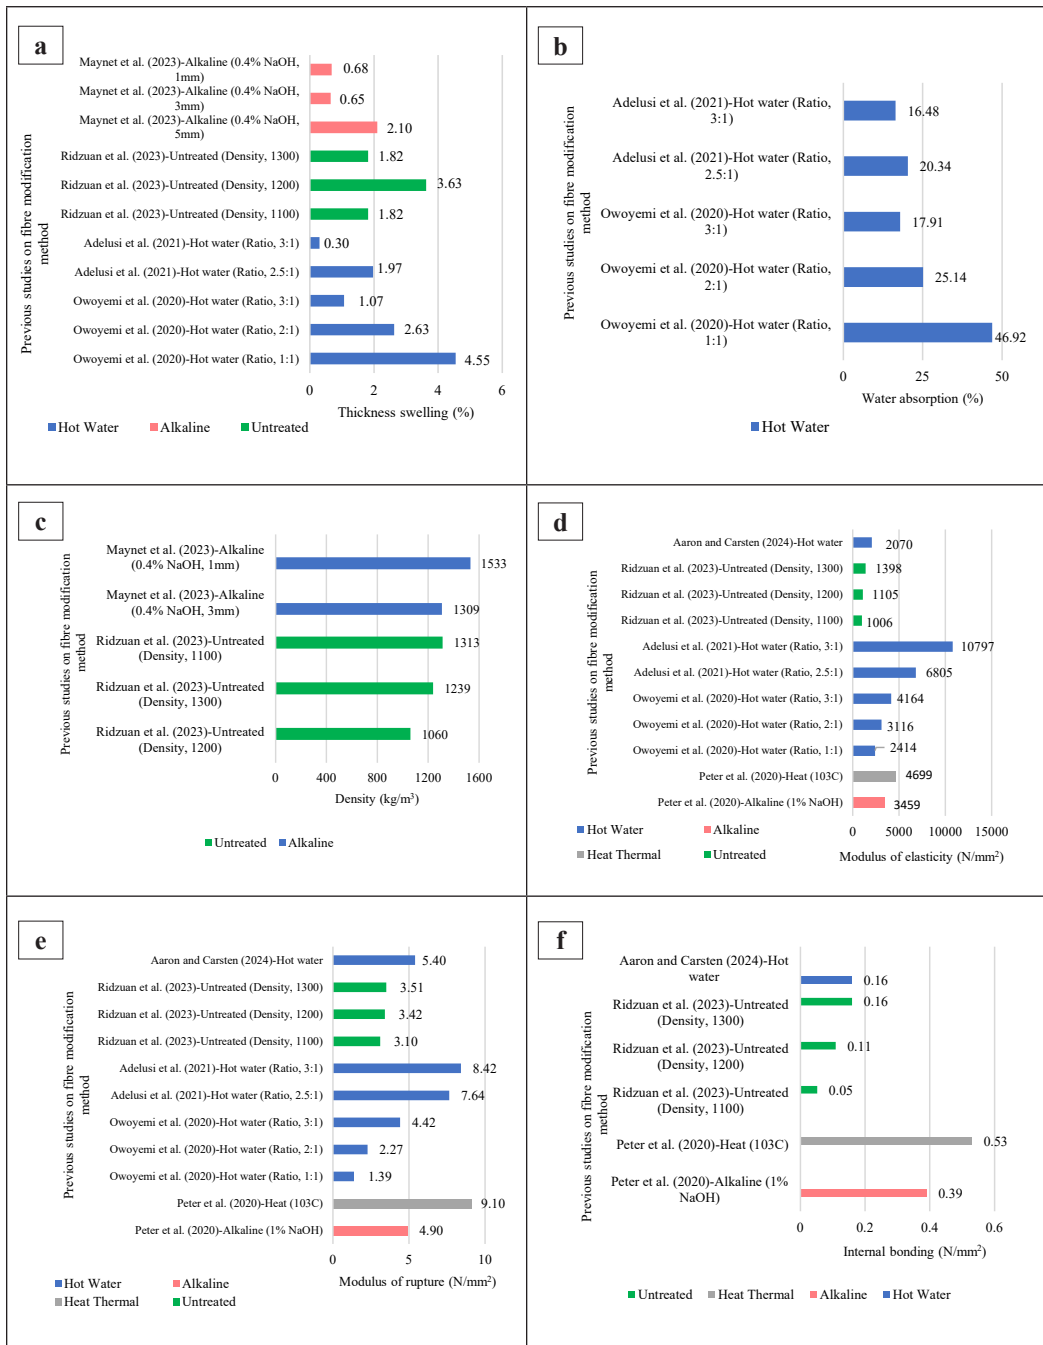 a
Previous studies on fibre modification
method
Maynet et al. (2023)-Alkaline (0.4% NaOH,
1mm)
0.68
Maynet et al. (2023)-Alkaline (0.4% NaOH,
3mm)
0.65
Maynet et al. (2023)-Alkaline (0.4% NaOH,
5mm)
2.10
Ridzuan et al. (2023)-Untreated (Density, 1300)
1.82
Ridzuan et al. (2023)-Untreated (Density, 1200)
3.63
Ridzuan et al. (2023)-Untreated (Density, 1100)
1.82
Adelusi et al. (2021)-Hot water (Ratio, 3:1)
0.30
Adelusi et al. (2021)-Hot water (Ratio, 2.5:1)
1.97
Owoyemi et al. (2020)-Hot water (Ratio, 3:1)
1.07
Owoyemi et al. (2020)-Hot water (Ratio, 2:1)
2.63
Owoyemi et al. (2020)-Hot water (Ratio, 1:1)
4.55
0 2 4 6
Thickness swelling (%)
Hot Water Alkaline Untreated
b
Previous studies on fibre modification
method
Adelusi et al. (2021)-Hot water (Ratio,
3:1)
16.48
Adelusi et al. (2021)-Hot water (Ratio,
2.5:1)
20.34
Owoyemi et al. (2020)-Hot water (Ratio,
3:1)
17.91
Owoyemi et al. (2020)-Hot water (Ratio,
2:1)
25.14
Owoyemi et al. (2020)-Hot water (Ratio,
1:1)
46.92
0 25 50
Water absorption (%)
Hot Water
c
Previous studies on fibre modification
method
Maynet et al. (2023)-Alkaline
(0.4% NaOH, 1mm)
1533
Maynet et al. (2023)-Alkaline
(0.4% NaOH, 3mm)
1309
Ridzuan et al. (2023)-Untreated
(Density, 1100)
1313
Ridzuan et al. (2023)-Untreated
(Density, 1300)
1239
Ridzuan et al. (2023)-Untreated
(Density, 1200)
1060
0 400 800 1200 1600
Density (kg/m³)
Untreated Alkaline
d
Previous studies on fibre modification
method
Aaron and Carsten (2024)-Hot water
2070
Ridzuan et al. (2023)-Untreated (Density, 1300)
1398
Ridzuan et al. (2023)-Untreated (Density, 1200)
1105
Ridzuan et al. (2023)-Untreated (Density, 1100)
1006
Adelusi et al. (2021)-Hot water (Ratio, 3:1)
10797
Adelusi et al. (2021)-Hot water (Ratio, 2.5:1)
6805
Owoyemi et al. (2020)-Hot water (Ratio, 3:1)
4164
Owoyemi et al. (2020)-Hot water (Ratio, 2:1)
3116
Owoyemi et al. (2020)-Hot water (Ratio, 1:1)
2414
Peter et al. (2020)-Heat (103C)
4699
Peter et al. (2020)-Alkaline (1% NaOH)
3459
0 5000 10000 15000
Modulus of elasticity (N/mm²)
Hot Water Alkaline
Heat Thermal Untreated
e
Previous studies on fibre modification
method
Aaron and Carsten (2024)-Hot water
5.40
Ridzuan et al. (2023)-Untreated (Density, 1300)
3.51
Ridzuan et al. (2023)-Untreated (Density, 1200)
3.42
Ridzuan et al. (2023)-Untreated (Density, 1100)
3.10
Adelusi et al. (2021)-Hot water (Ratio, 3:1)
8.42
Adelusi et al. (2021)-Hot water (Ratio, 2.5:1)
7.64
Owoyemi et al. (2020)-Hot water (Ratio, 3:1)
4.42
Owoyemi et al. (2020)-Hot water (Ratio, 2:1)
2.27
Owoyemi et al. (2020)-Hot water (Ratio, 1:1)
1.39
Peter et al. (2020)-Heat (103C)
9.10
Peter et al. (2020)-Alkaline (1% NaOH)
4.90
0 5 10
Modulus of rupture (N/mm²)
Hot Water Alkaline
Heat Thermal Untreated
f
Previous studies on fibre modification
method
Aaron and Carsten (2024)-Hot
water
0.16
Ridzuan et al. (2023)-Untreated
(Density, 1300)
0.16
Ridzuan et al. (2023)-Untreated
(Density, 1200)
0.11
Ridzuan et al. (2023)-Untreated
(Density, 1100)
0.05
Peter et al. (2020)-Heat (103C)
0.53
Peter et al. (2020)-Alkaline (1%
NaOH)
0.39
0 0.2 0.4 0.6
Internal bonding (N/mm²)
Untreated Heat Thermal Alkaline Hot Water